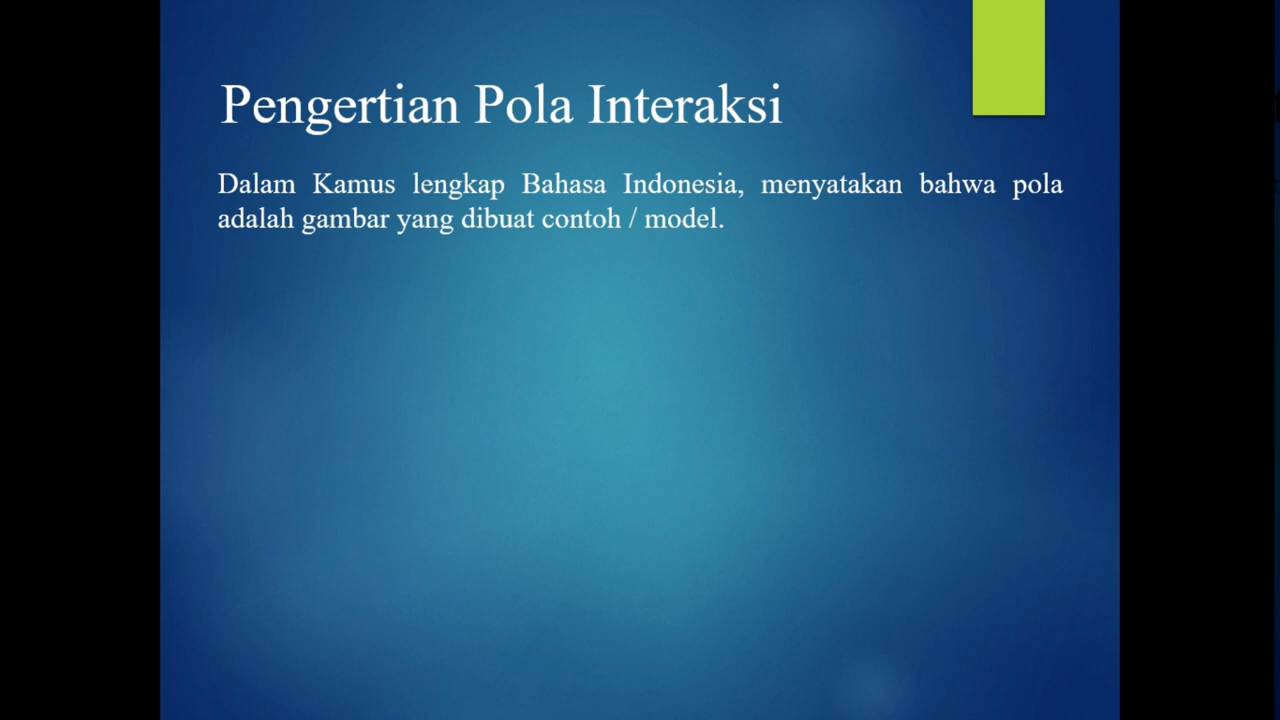 Pengertian Pola Interaksi
Dalam Kamus lengkap Bahasa Indonesia, menyatakan bahwa pola
adalah gambar yang dibuat contoh / model.